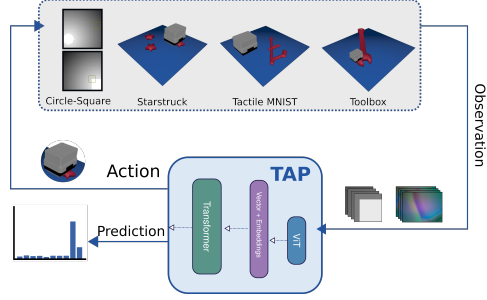 Circle-Square
Starstruck
Tactile MNIST
Toolbox
Observation
Action
TAP
Prediction
Transformer
Vector + Embeddings
ViT